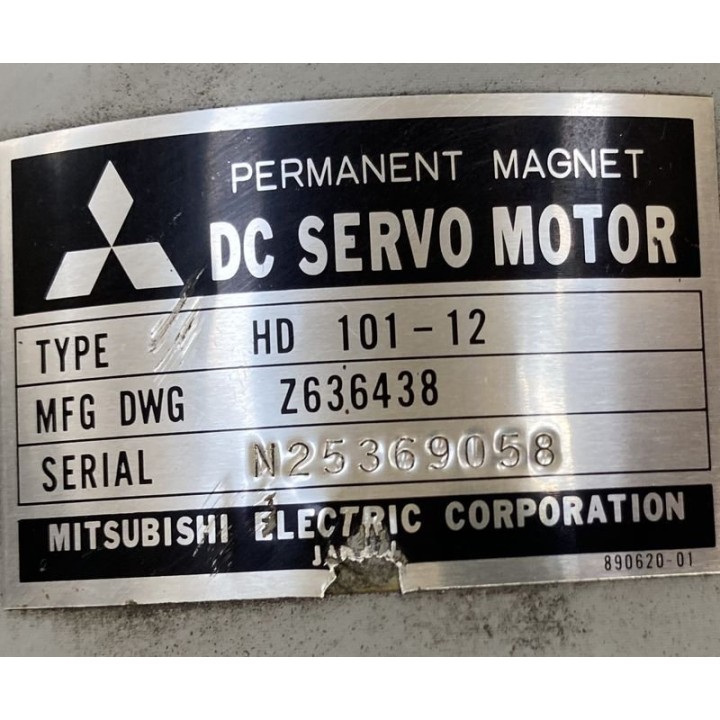 PERMANENT MAGNET
DC SERVO MOTOR
TYPE HD 101-12
MFG DWG Z636438
SERIAL N25369058
MITSUBISHI ELECTRIC CORPORATION
890620-01